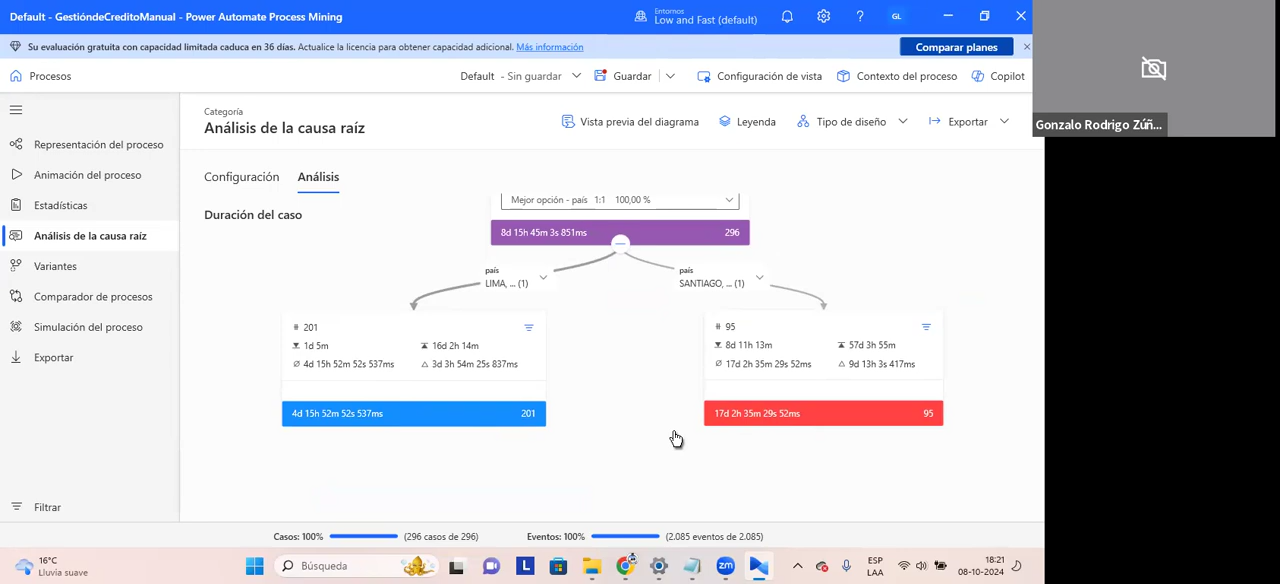 Default - GestióndeCreditoManual - Power Automate Process Mining
Entornos
Low and Fast (default)
GL
Su evaluación gratuita con capacidad limitada caduca en 36 días. Actualice la licencia para obtener capacidad adicional. Más información
Comparar planes
Procesos
Default - Sin guardar
Guardar
Configuración de vista
Contexto del proceso
Copilot
Gonzalo Rodrigo Zúñ...
Categoría
Análisis de la causa raíz
Vista previa del diagrama
Leyenda
Tipo de diseño
Exportar
Representación del proceso
Animación del proceso
Estadísticas
Análisis de la causa raíz
Variantes
Comparador de procesos
Simulación del proceso
Exportar
Filtrar
Configuración
Análisis
Duración del caso
Mejor opción - país 1:1 100,00 %
8d 15h 45m 3s 851ms 296
país
LIMA, ... (1)
país
SANTIAGO, ... (1)
# 201
1d 5m 16d 2h 14m
Ø 4d 15h 52m 52s 537ms △ 3d 3h 54m 25s 837ms
4d 15h 52m 52s 537ms 201
# 95
8d 11h 13m 57d 3h 55m
Ø 17d 2h 35m 29s 52ms △ 9d 13h 3s 417ms
17d 2h 35m 29s 52ms 95
Casos: 100% (296 casos de 296)
Eventos: 100% (2.085 eventos de 2.085)
16°C
Lluvia suave
Búsqueda
L
zm
ESP
LAA
18:21
08-10-2024